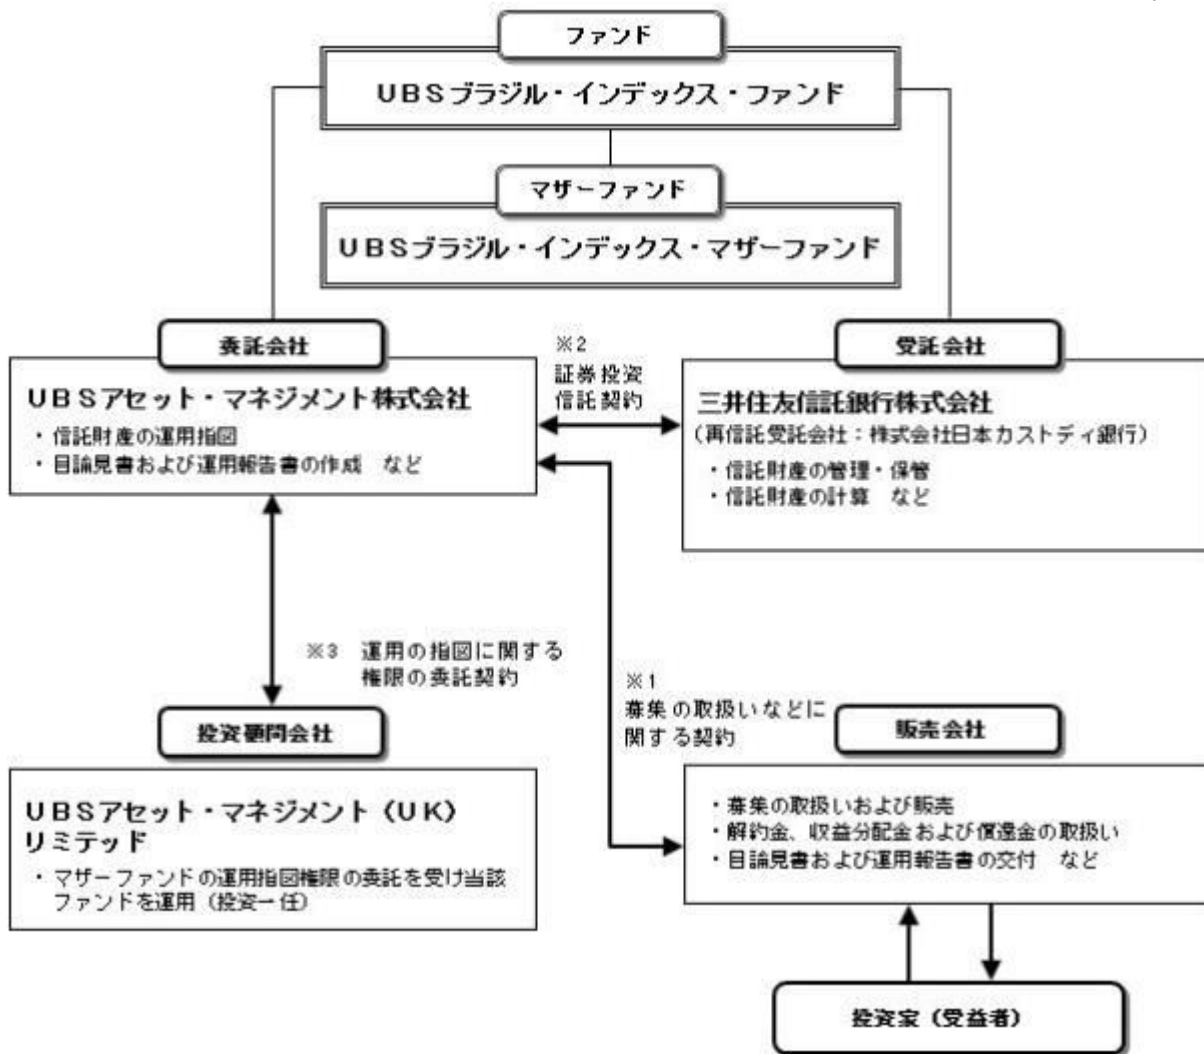 ファンド
UBSブラジル・インデックス・ファンド
マザーファンド
UBSブラジル・インデックス・マザーファンド
委託会社
UBSアセット・マネジメント株式会社
・信託財産の運用指図
・目論見書および運用報告書の作成　など
※2
証券投資
信託契約
受託会社
三井住友信託銀行株式会社
(再信託受託会社：株式会社日本カストディ銀行)
・信託財産の管理・保管
・信託財産の計算　など
※3　運用の指図に関する
権限の委託契約
※1
募集の取扱いなどに
関する契約
投資顧問会社
UBSアセット・マネジメント（UK）
リミテッド
・マザーファンドの運用指図権限の委託を受け当該
ファンドを運用（投資一任）
販売会社
・募集の取扱いおよび販売
・解約金、収益分配金および償還金の取扱い
・目論見書および運用報告書の交付　など
投資家（受益者）